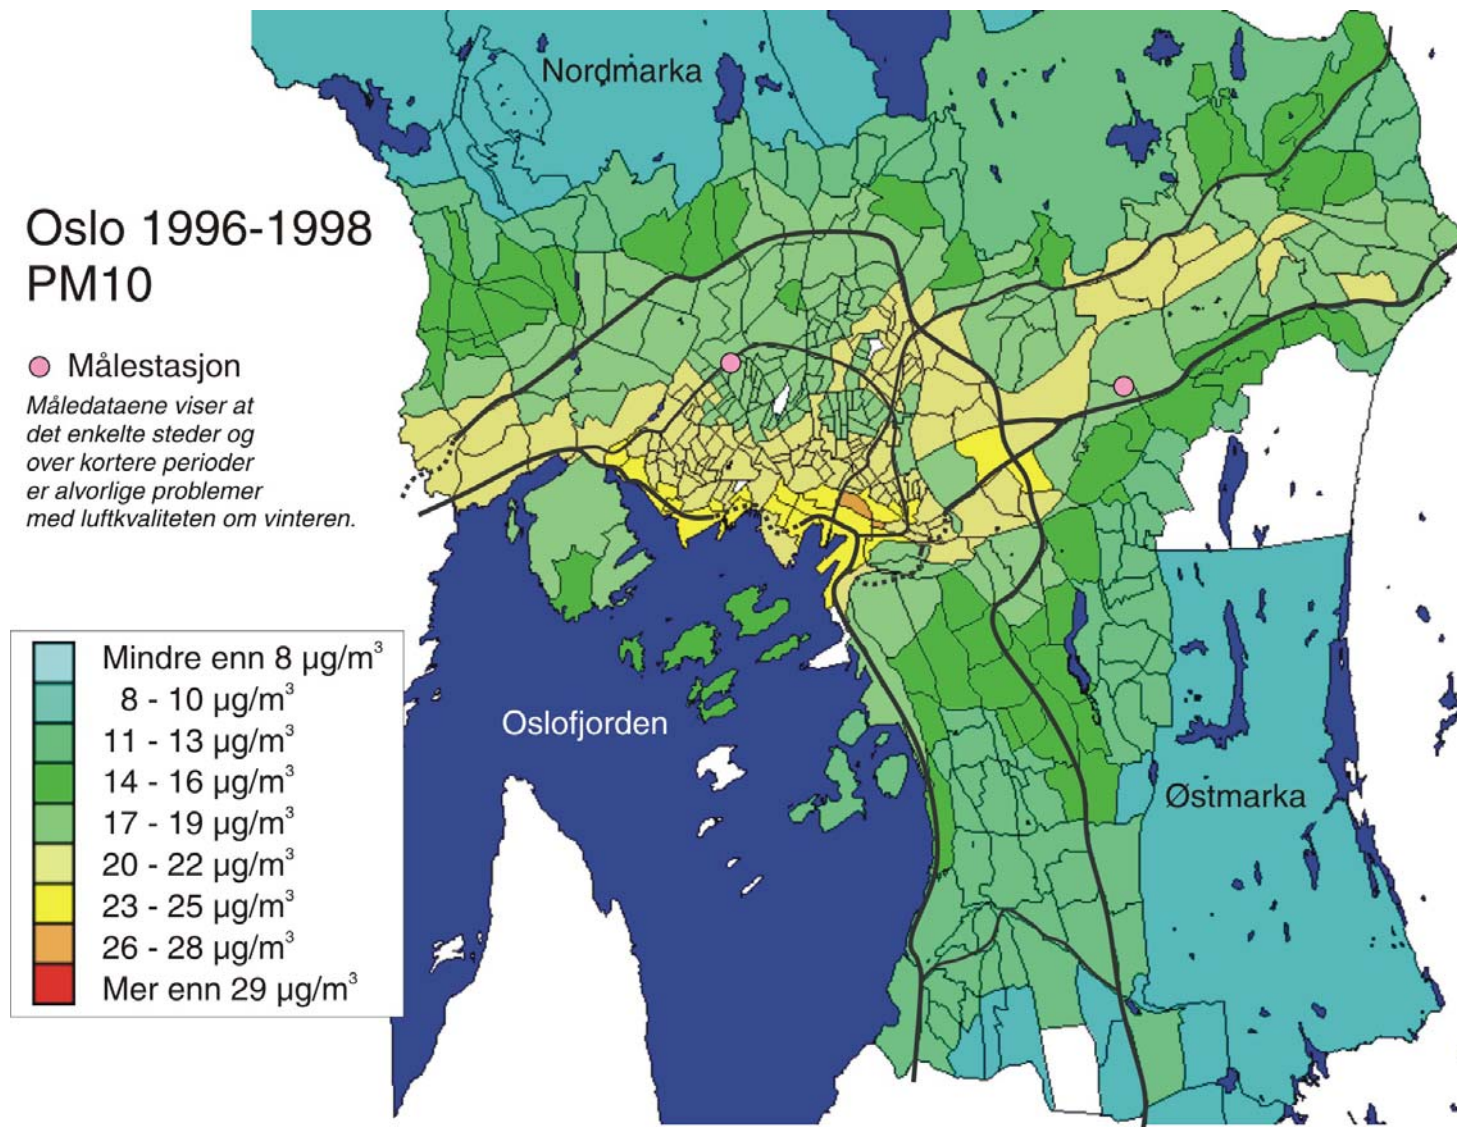 Nordmarka
Oslo 1996-1998
PM10
Målestasjon
Måledataene viser at
det enkelte steder og
over kortere perioder
er alvorlige problemer
med luftkvaliteten om vinteren.
Mindre enn 8 µg/m³
8 - 10 µg/m³
11 - 13 µg/m³
14 - 16 µg/m³
17 - 19 µg/m³
20 - 22 µg/m³
23 - 25 µg/m³
26 - 28 µg/m³
Mer enn 29 µg/m³
Oslofjorden
Østmarka